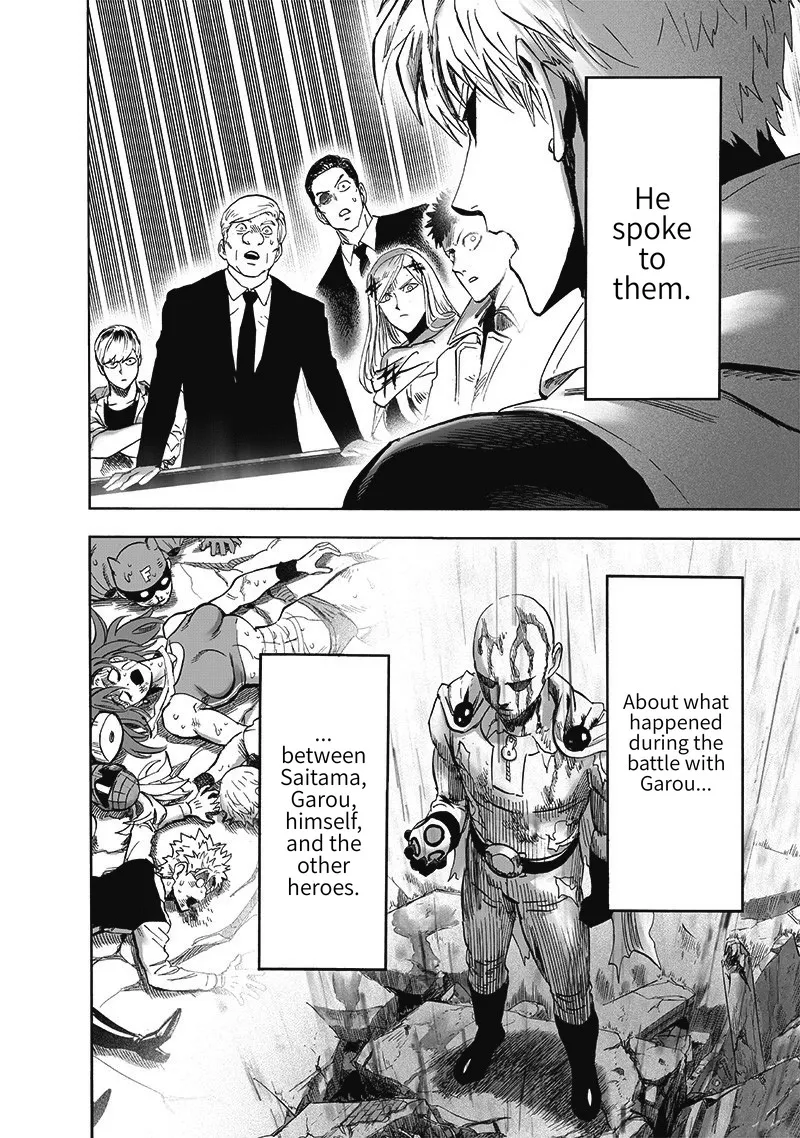 He
spoke
to
them.
About what
happened
during the
battle with
Garou...
...
between
Saitama,
Garou,
himself,
and the
other
heroes.
F